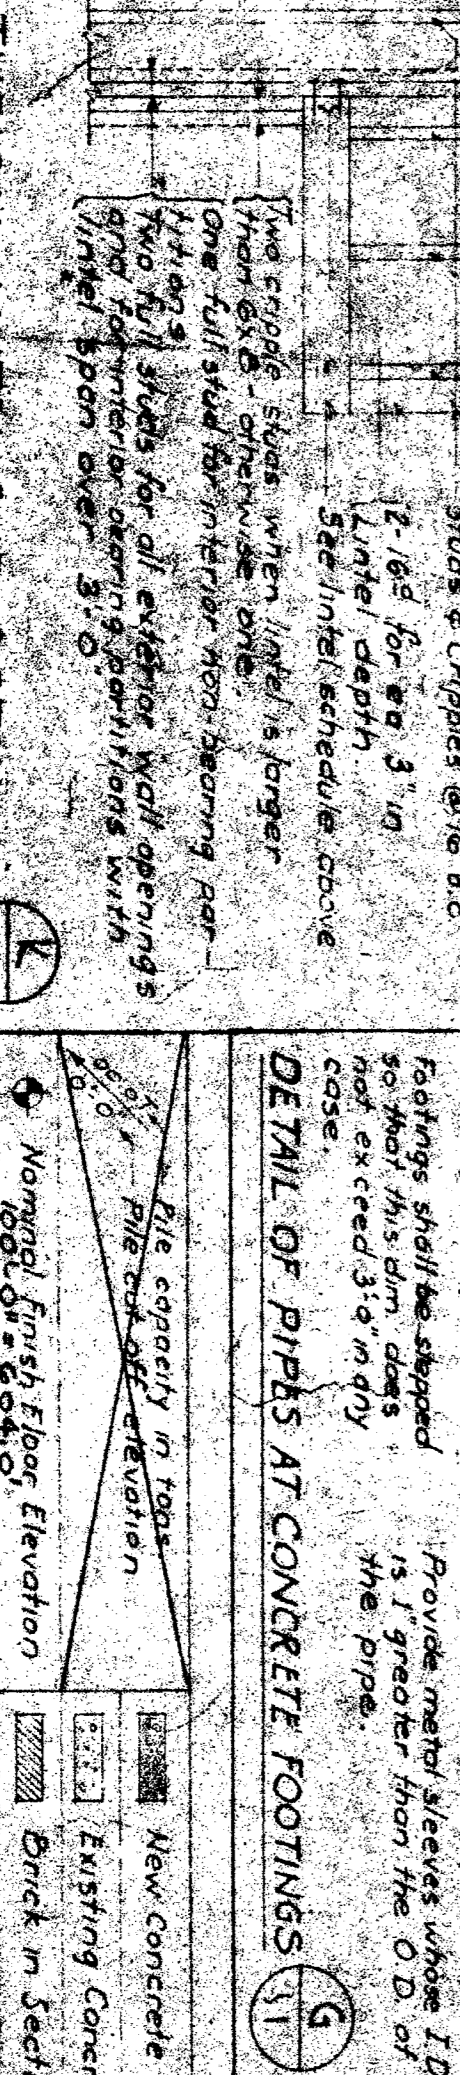 studs & cripples @ 16 o.c
2-16d for ea 3" in
Lintel depth.
See lintel schedule above
Two cripple studs when lintel is larger
than 6x8 - otherwise one.
One full stud for interior non-bearing par-
titions
Two full studs for all exterior wall openings
and for interior bearing partitions with
lintel span over 3'-0"
K
Footings shall be stepped
so that this dim does
not exceed 3'0" in any
case.
Provide metal sleeves whose I.D
is 1" greater than the O.D. of
the pipe.
DETAIL OF PIPES AT CONCRETE FOOTINGS
G
S1
Pile capacity in tons
Pile cut off elevation
Nominal Finish Floor Elevation
New Concrete
Existing Concr
Brick in Sect